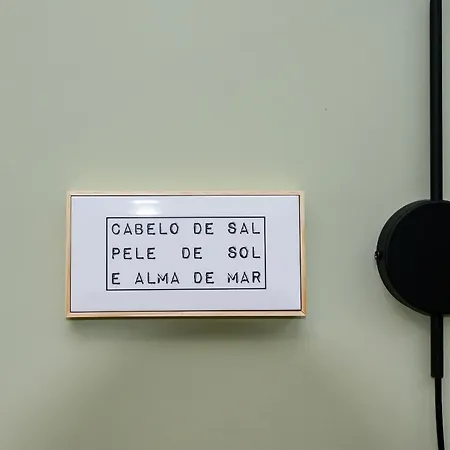 CABELO DE SAL
PELE DE SOL
E ALMA DE MAR